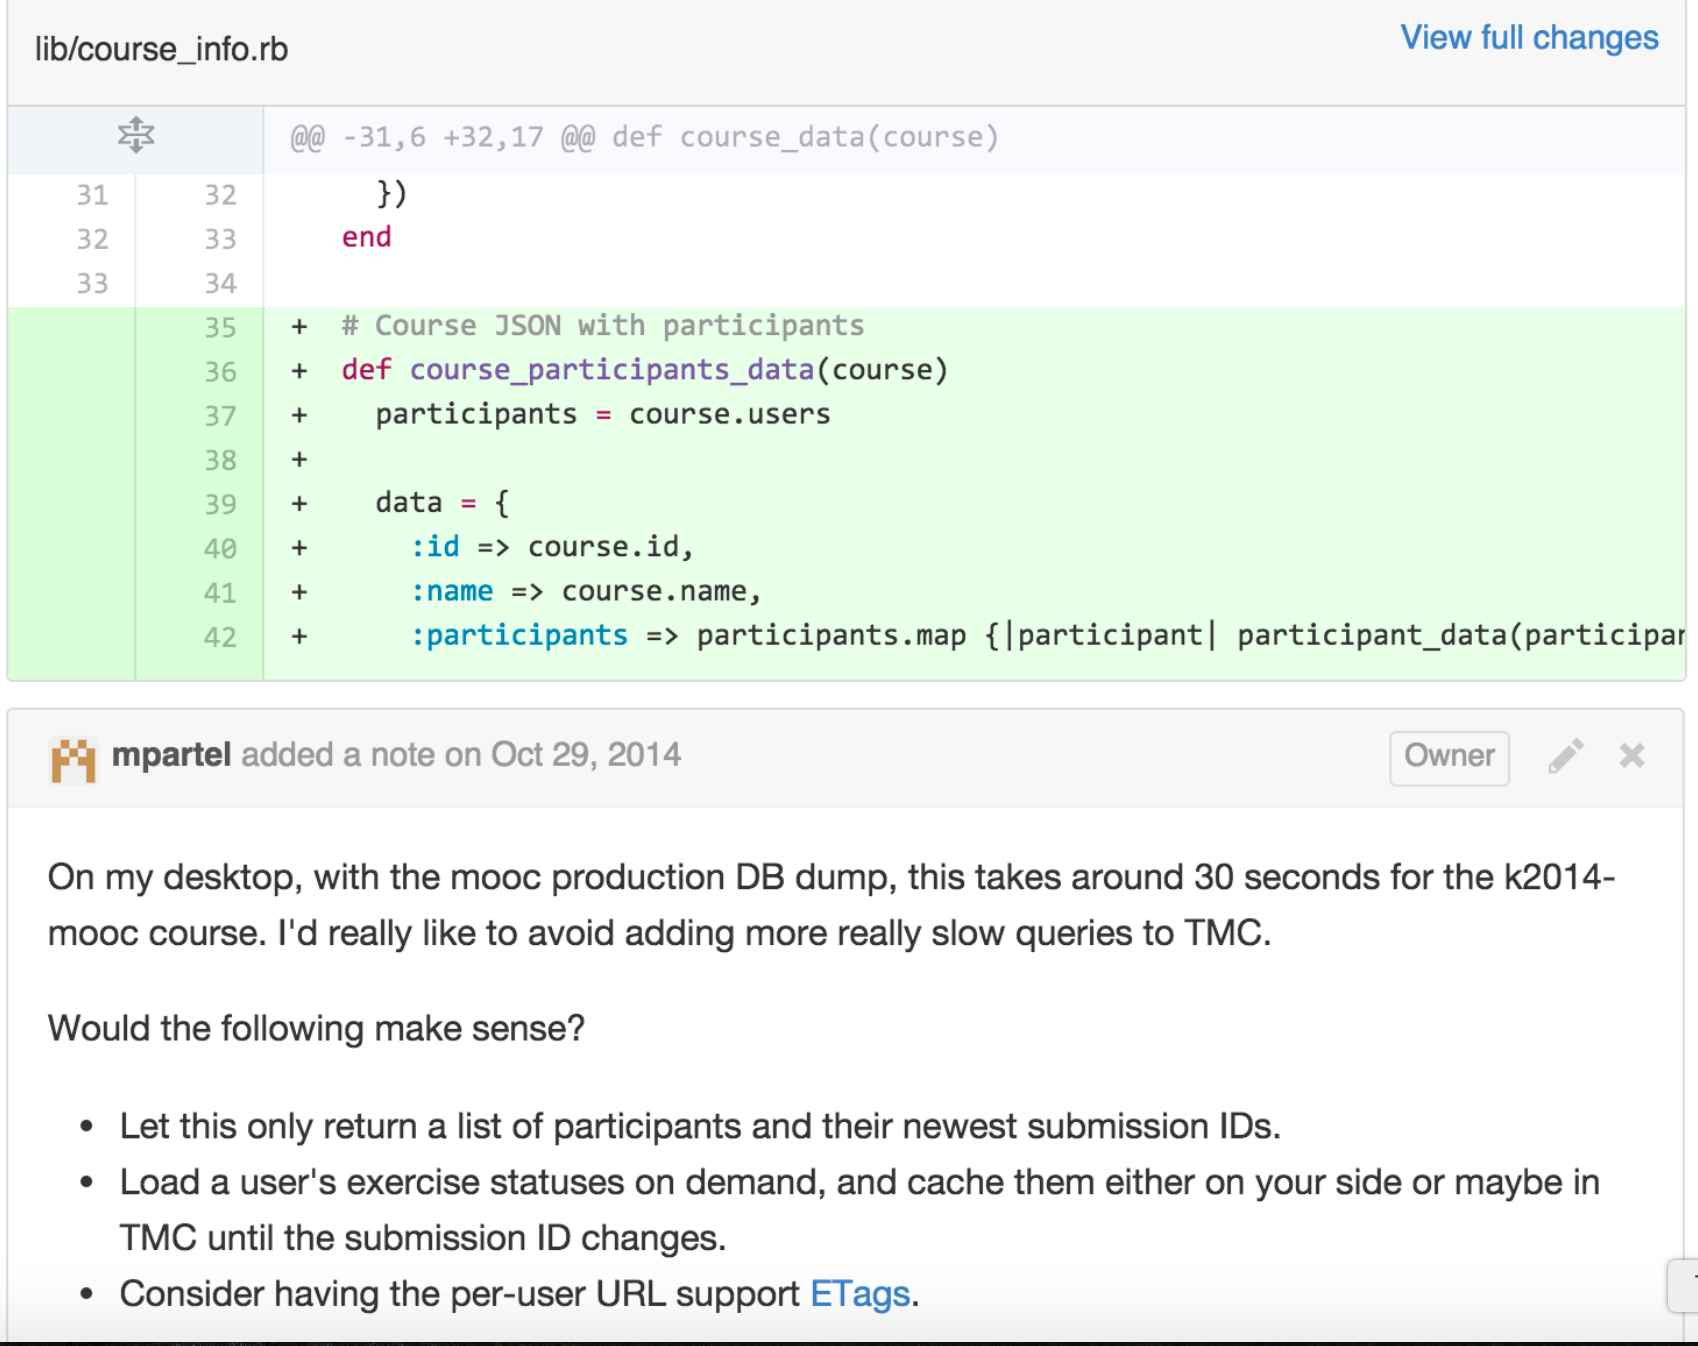 lib/course_info.rb
View full changes
@@ -31,6 +32,17 @@ def course_data(course)
31 32 })
32 33 end
33 34
35 + # Course JSON with participants
36 + def course_participants_data(course)
37 + participants = course.users
38 +
39 + data = {
40 + :id => course.id,
41 + :name => course.name,
42 + :participants => participants.map {|participant| participant_data(participan
mpartel added a note on Oct 29, 2014
Owner
On my desktop, with the mooc production DB dump, this takes around 30 seconds for the k2014-
mooc course. I'd really like to avoid adding more really slow queries to TMC.
Would the following make sense?
• Let this only return a list of participants and their newest submission IDs.
• Load a user's exercise statuses on demand, and cache them either on your side or maybe in
TMC until the submission ID changes.
• Consider having the per-user URL support ETags.